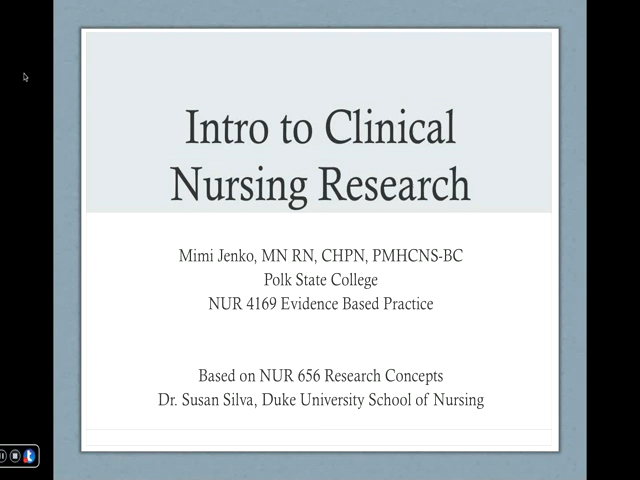 Intro to Clinical
Nursing Research
Mimi Jenko, MN RN, CHPN, PMHCNS-BC
Polk State College
NUR 4169 Evidence Based Practice
Based on NUR 656 Research Concepts
Dr. Susan Silva, Duke University School of Nursing